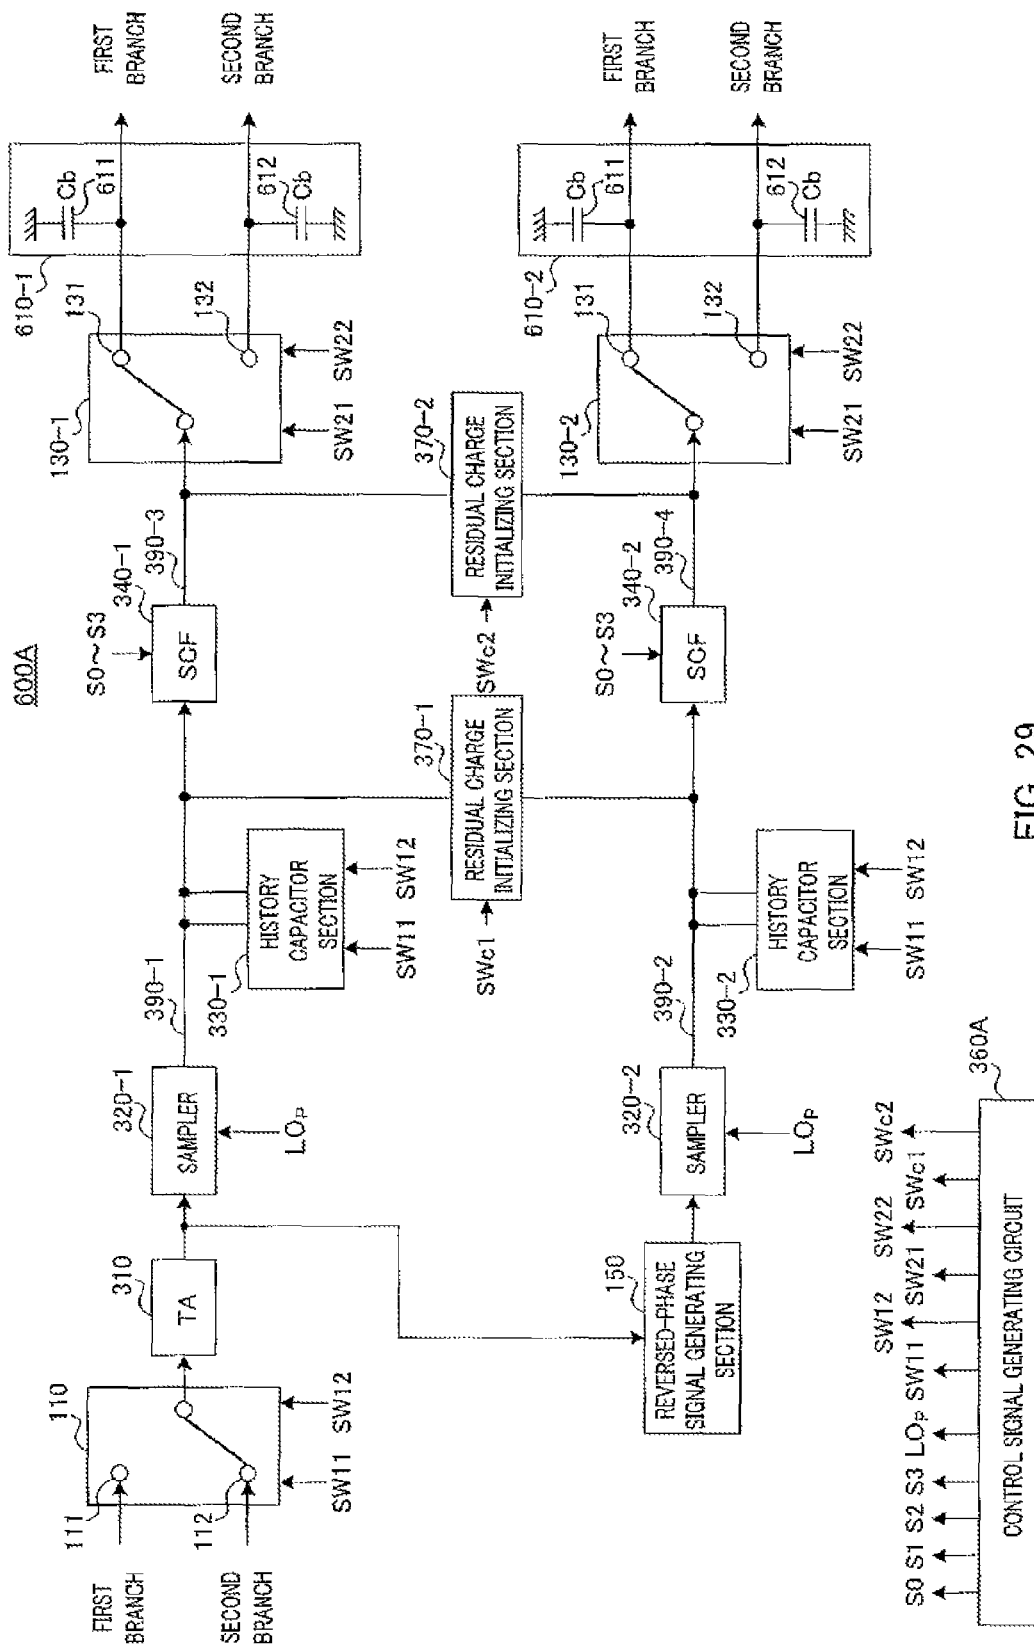 600A
FIRST
BRANCH
SECOND
BRANCH
111
112
110
SW11
SW12
TA
310
SAMPLER
320-1
LOp
390-1
HISTORY
CAPACITOR
SECTION
330-1
SW11
SW12
SCF
340-1
S0~S3
390-3
130-1
131
132
SW21
SW22
610-1
Cb
611
612
Cb
FIRST
BRANCH
SECOND
BRANCH
RESIDUAL CHARGE
INITIALIZING SECTION
370-1
SWc1
RESIDUAL CHARGE
INITIALIZING SECTION
370-2
SWc2
REVERSED-PHASE
SIGNAL GENERATING
SECTION
150
SAMPLER
320-2
LOp
390-2
HISTORY
CAPACITOR
SECTION
330-2
SW11
SW12
SCF
340-2
S0~S3
390-4
130-2
131
132
SW21
SW22
610-2
Cb
611
612
Cb
FIRST
BRANCH
SECOND
BRANCH
S0 S1 S2 S3 LOp SW11 SW12 SW21 SW22 SWc1 SWc2
CONTROL SIGNAL GENERATING CIRCUIT
360A
FIG. 29